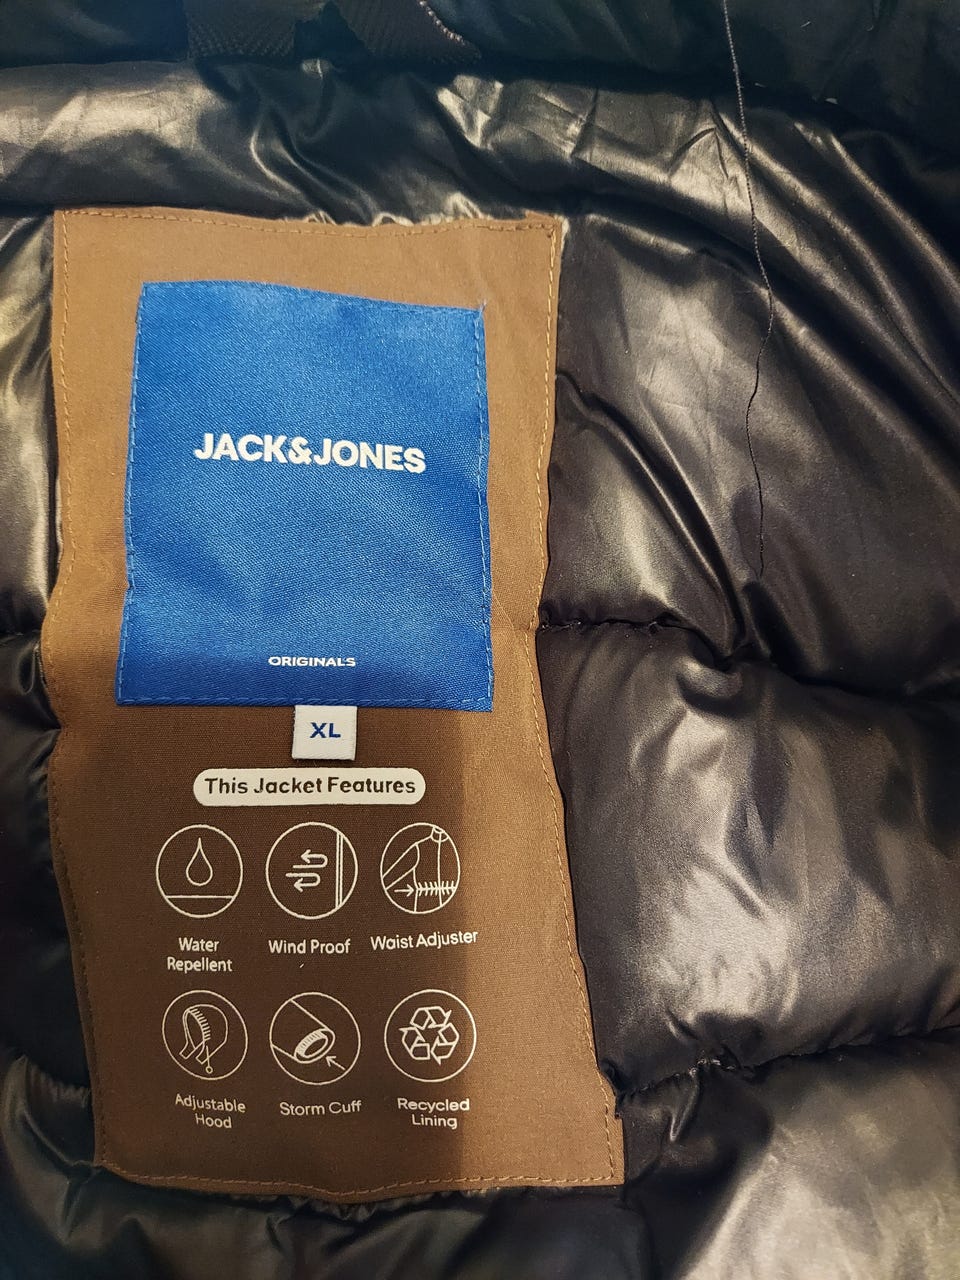 JACK&JONES
ORIGINALS
XL
This Jacket Features
Water
Repellent
Wind Proof
Waist Adjuster
Adjustable
Hood
Storm Cuff
Recycled
Lining